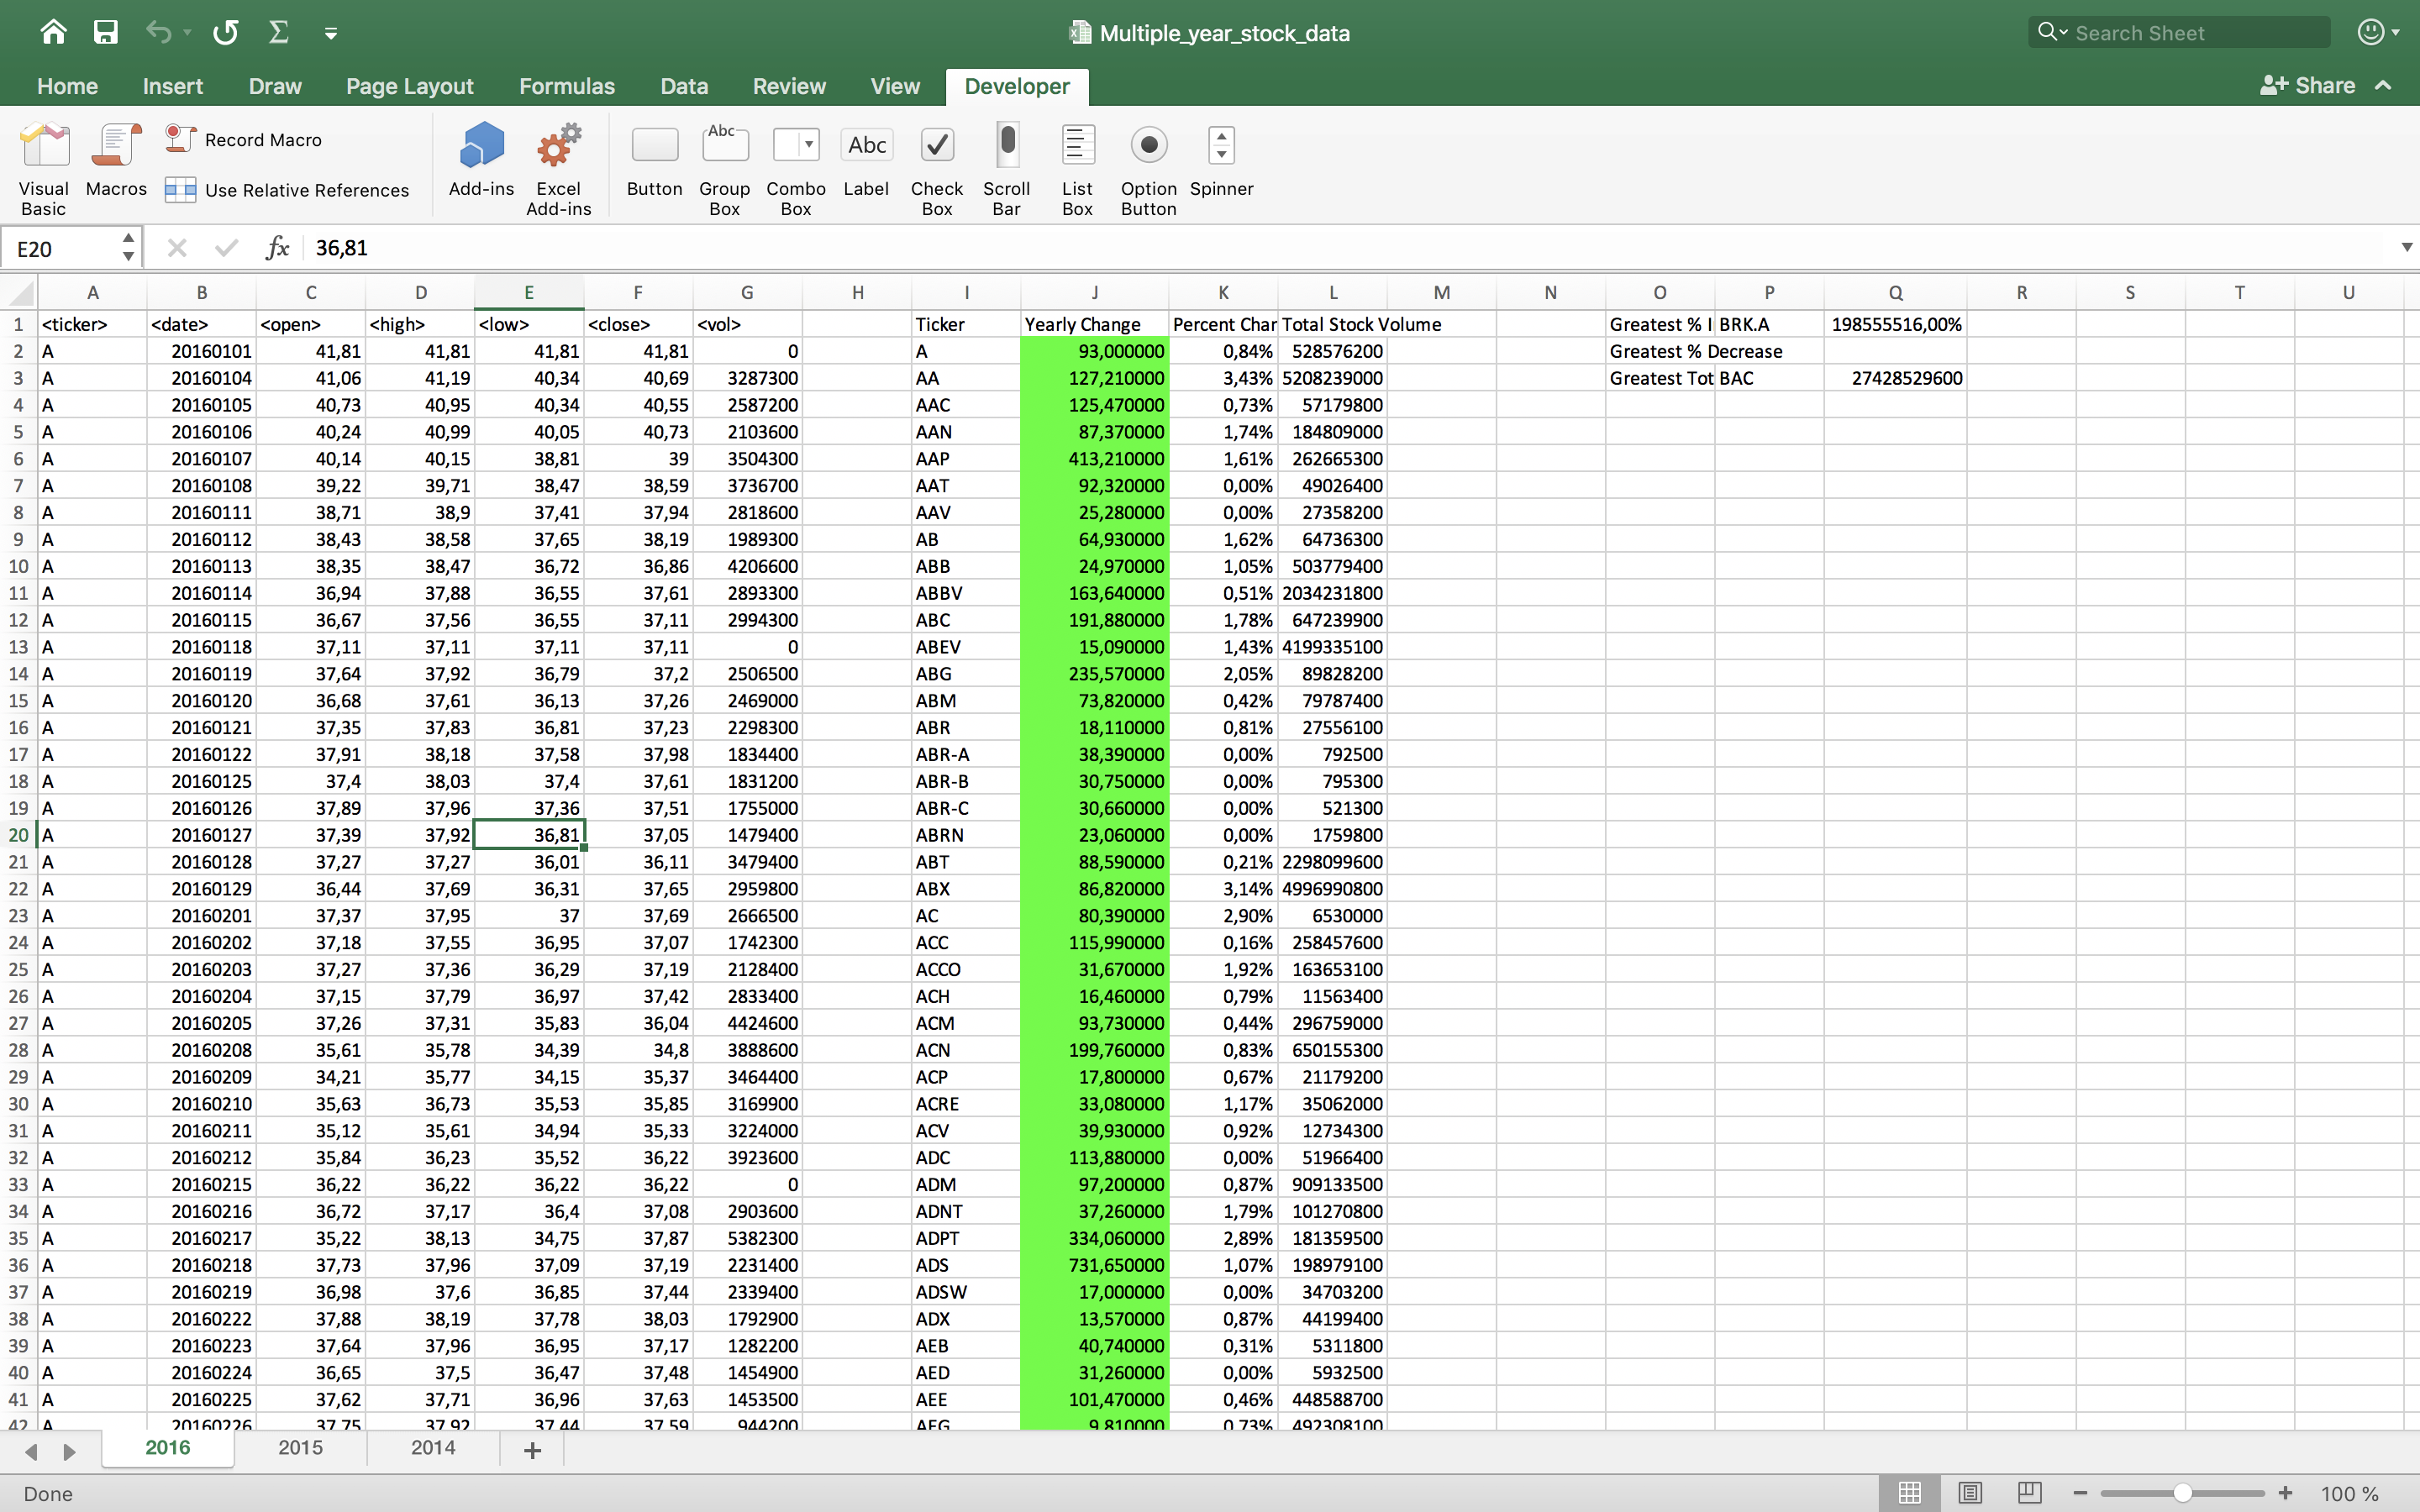 Multiple_year_stock_data
Search Sheet
Home Insert Draw Page Layout Formulas Data Review View Developer Share
Visual Basic Macros Record Macro Use Relative References Add-ins Excel Add-ins Button Group Box Combo Box Label Check Box Scroll Bar List Box Option Button Spinner
Abc Abc
E20 fx 36,81
A B C D E F G H I J K L M N O P Q R S T U
1 <ticker> <date> <open> <high> <low> <close> <vol> Ticker Yearly Change Percent Char Total Stock Volume Greatest % I BRK.A 198555516,00%
2 A 20160101 41,81 41,81 41,81 41,81 0 A 93,000000 0,84% 528576200 Greatest % Decrease
3 A 20160104 41,06 41,19 40,34 40,69 3287300 AA 127,210000 3,43% 5208239000 Greatest Tot BAC 27428529600
4 A 20160105 40,73 40,95 40,34 40,55 2587200 AAC 125,470000 0,73% 57179800
5 A 20160106 40,24 40,99 40,05 40,73 2103600 AAN 87,370000 1,74% 184809000
6 A 20160107 40,14 40,15 38,81 39 3504300 AAP 413,210000 1,61% 262665300
7 A 20160108 39,22 39,71 38,47 38,59 3736700 AAT 92,320000 0,00% 49026400
8 A 20160111 38,71 38,9 37,41 37,94 2818600 AAV 25,280000 0,00% 27358200
9 A 20160112 38,43 38,58 37,65 38,19 1989300 AB 64,930000 1,62% 64736300
10 A 20160113 38,35 38,47 36,72 36,86 4206600 ABB 24,970000 1,05% 503779400
11 A 20160114 36,94 37,88 36,55 37,61 2893300 ABBV 163,640000 0,51% 2034231800
12 A 20160115 36,67 37,56 36,55 37,11 2994300 ABC 191,880000 1,78% 647239900
13 A 20160118 37,11 37,11 37,11 37,11 0 ABEV 15,090000 1,43% 4199335100
14 A 20160119 37,64 37,92 36,79 37,2 2506500 ABG 235,570000 2,05% 89828200
15 A 20160120 36,68 37,61 36,13 37,26 2469000 ABM 73,820000 0,42% 79787400
16 A 20160121 37,35 37,83 36,81 37,23 2298300 ABR 18,110000 0,81% 27556100
17 A 20160122 37,91 38,18 37,58 37,98 1834400 ABR-A 38,390000 0,00% 792500
18 A 20160125 37,4 38,03 37,4 37,61 1831200 ABR-B 30,750000 0,00% 795300
19 A 20160126 37,89 37,96 37,36 37,51 1755000 ABR-C 30,660000 0,00% 521300
20 A 20160127 37,39 37,92 36,81 37,05 1479400 ABRN 23,060000 0,00% 1759800
21 A 20160128 37,27 37,27 36,01 36,11 3479400 ABT 88,590000 0,21% 2298099600
22 A 20160129 36,44 37,69 36,31 37,65 2959800 ABX 86,820000 3,14% 4996990800
23 A 20160201 37,37 37,95 37 37,69 2666500 AC 80,390000 2,90% 6530000
24 A 20160202 37,18 37,55 36,95 37,07 1742300 ACC 115,990000 0,16% 258457600
25 A 20160203 37,27 37,36 36,29 37,19 2128400 ACCO 31,670000 1,92% 163653100
26 A 20160204 37,15 37,79 36,97 37,42 2833400 ACH 16,460000 0,79% 11563400
27 A 20160205 37,26 37,31 35,83 36,04 4424600 ACM 93,730000 0,44% 296759000
28 A 20160208 35,61 35,78 34,39 34,8 3888600 ACN 199,760000 0,83% 650155300
29 A 20160209 34,21 35,77 34,15 35,37 3464400 ACP 17,800000 0,67% 21179200
30 A 20160210 35,63 36,73 35,53 35,85 3169900 ACRE 33,080000 1,17% 35062000
31 A 20160211 35,12 35,61 34,94 35,33 3224000 ACV 39,930000 0,92% 12734300
32 A 20160212 35,84 36,23 35,52 36,22 3923600 ADC 113,880000 0,00% 51966400
33 A 20160215 36,22 36,22 36,22 36,22 0 ADM 97,200000 0,87% 909133500
34 A 20160216 36,72 37,17 36,4 37,08 2903600 ADNT 37,260000 1,79% 101270800
35 A 20160217 35,22 38,13 34,75 37,87 5382300 ADPT 334,060000 2,89% 181359500
36 A 20160218 37,73 37,96 37,09 37,19 2231400 ADS 731,650000 1,07% 198979100
37 A 20160219 36,98 37,6 36,85 37,44 2639400 ADSW 17,000000 0,00% 34703200
38 A 20160222 37,88 38,19 37,78 38,03 1792900 ADX 13,570000 0,87% 44199400
39 A 20160223 37,64 37,96 36,95 37,17 1282200 AEB 40,740000 0,31% 5311800
40 A 20160224 36,65 37,5 36,47 37,48 1454900 AED 31,260000 0,00% 5932500
41 A 20160225 37,62 37,71 36,96 37,63 1453500 AEE 101,470000 0,46% 448588700
42 A 20160226 37,75 37,92 37,44 37,59 944200 AEG 9,810000 0,73% 492308100
2016 2015 2014
Done 100 %